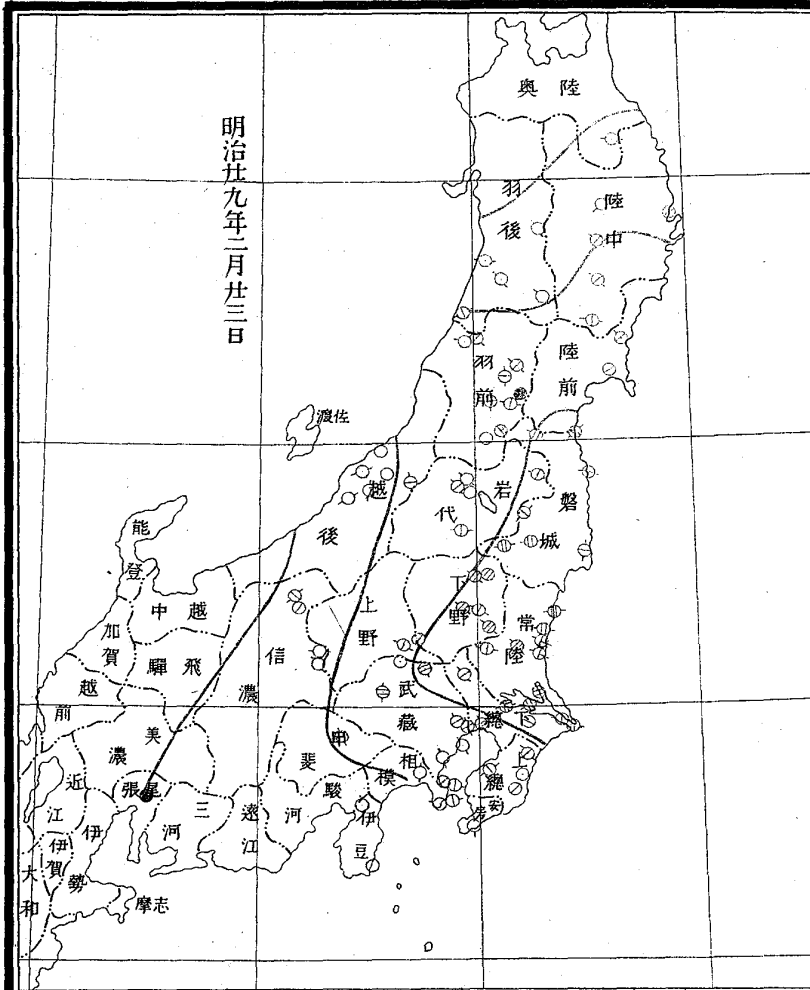 明治廿九年二月廿三日
奥陸
羽後
陸中
羽前
陸前
渡佐
越後
岩代
磐城
能登
中越
加賀
驒飛
信濃
上野
下野
常陸
越前
美濃
武藏
總下
甲斐
相模
上總
安房
張尾
三河
遠江
駿河
伊豆
近江
伊賀
伊勢
大和
摩志